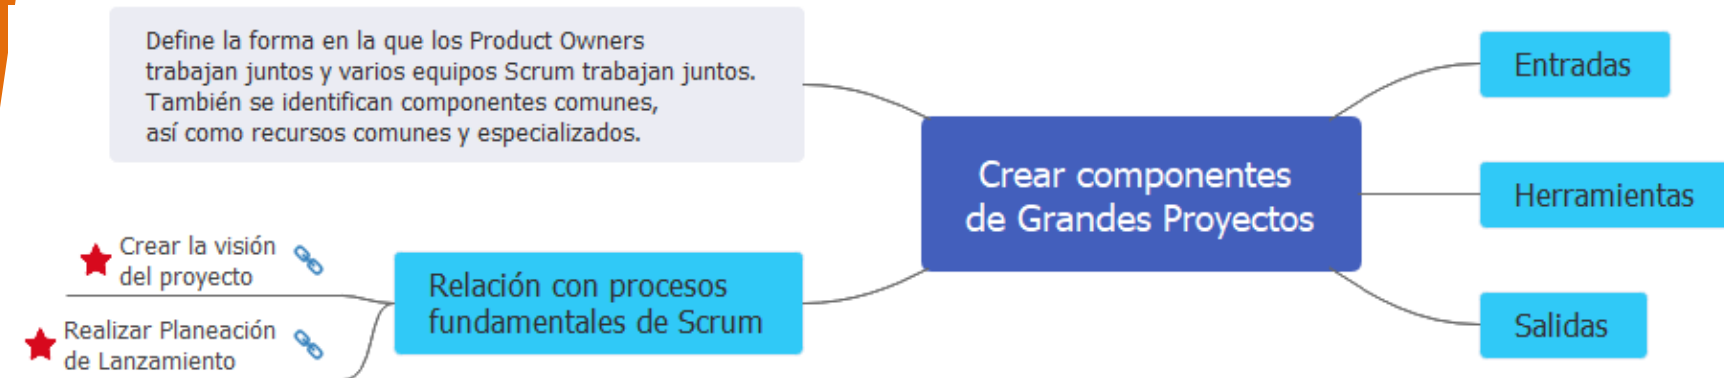 Define la forma en la que los Product Owners
trabajan juntos y varios equipos Scrum trabajan juntos.
También se identifican componentes comunes,
así como recursos comunes y especializados.
Crear la visión
del proyecto
Realizar Planeación
de Lanzamiento
Relación con procesos
fundamentales de Scrum
Crear componentes
de Grandes Proyectos
Entradas
Herramientas
Salidas